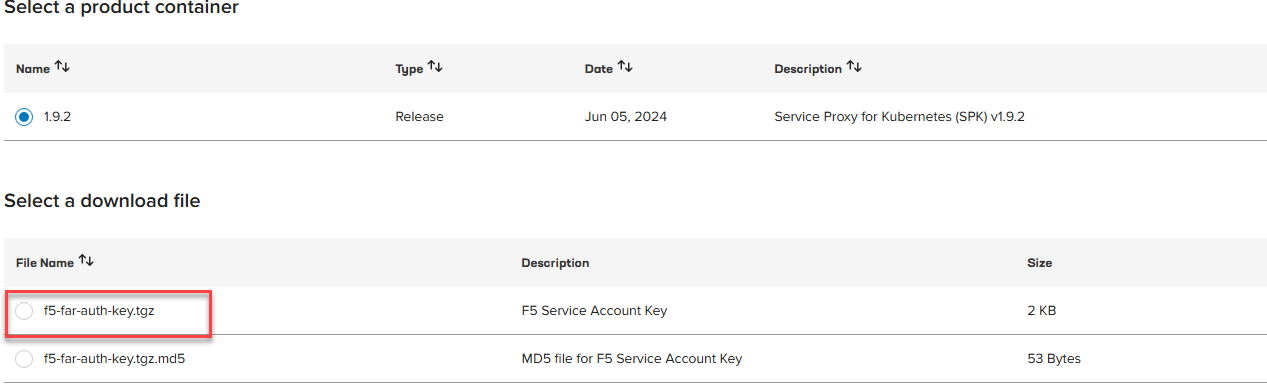 Select a product container
Name Type Date Description
1.9.2 Release Jun 05, 2024 Service Proxy for Kubernetes (SPK) v1.9.2
Select a download file
File Name Description Size
f5-far-auth-key.tgz F5 Service Account Key 2 KB
f5-far-auth-key.tgz.md5 MD5 file for F5 Service Account Key 53 Bytes